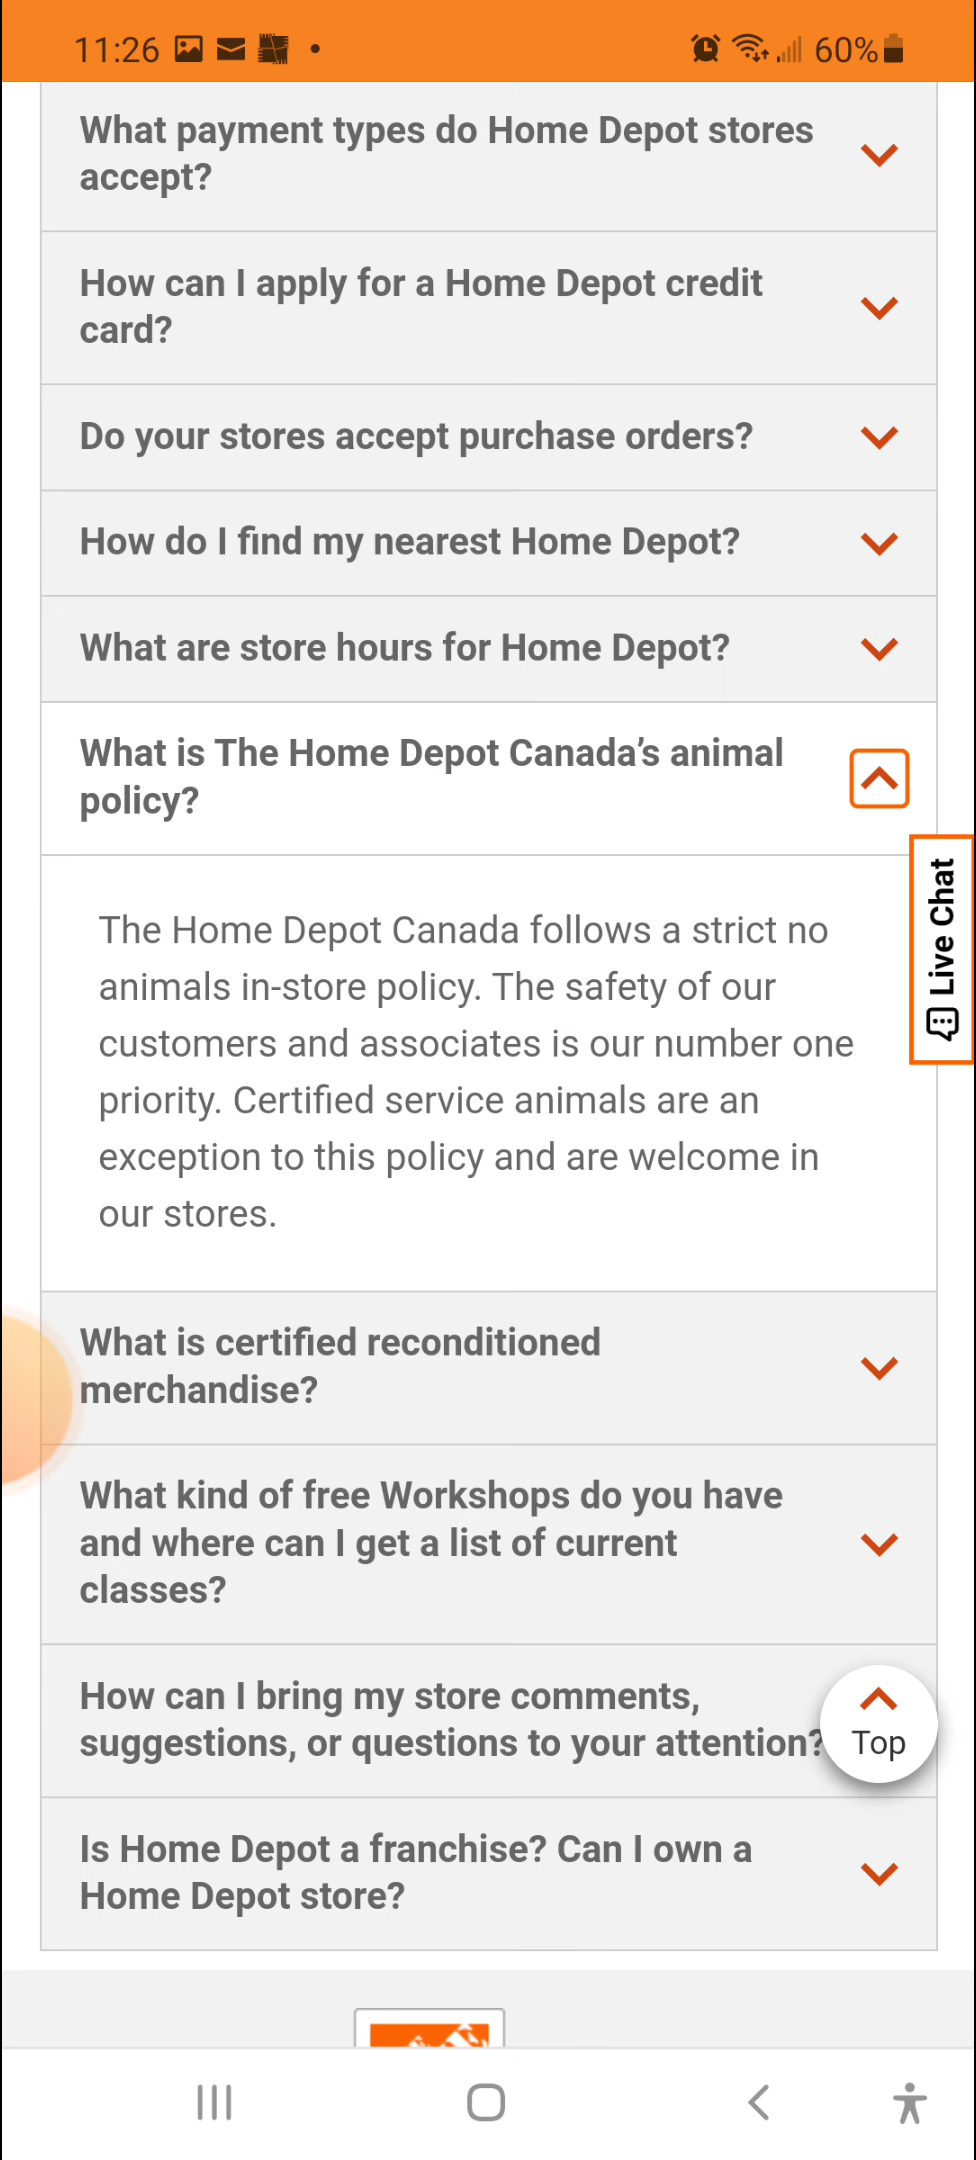 11:26
60%
What payment types do Home Depot stores
accept?
How can I apply for a Home Depot credit
card?
Do your stores accept purchase orders?
How do I find my nearest Home Depot?
What are store hours for Home Depot?
What is The Home Depot Canada’s animal
policy?
Live Chat
The Home Depot Canada follows a strict no
animals in-store policy. The safety of our
customers and associates is our number one
priority. Certified service animals are an
exception to this policy and are welcome in
our stores.
What is certified reconditioned
merchandise?
What kind of free Workshops do you have
and where can I get a list of current
classes?
How can I bring my store comments,
suggestions, or questions to your attention?
Top
Is Home Depot a franchise? Can I own a
Home Depot store?